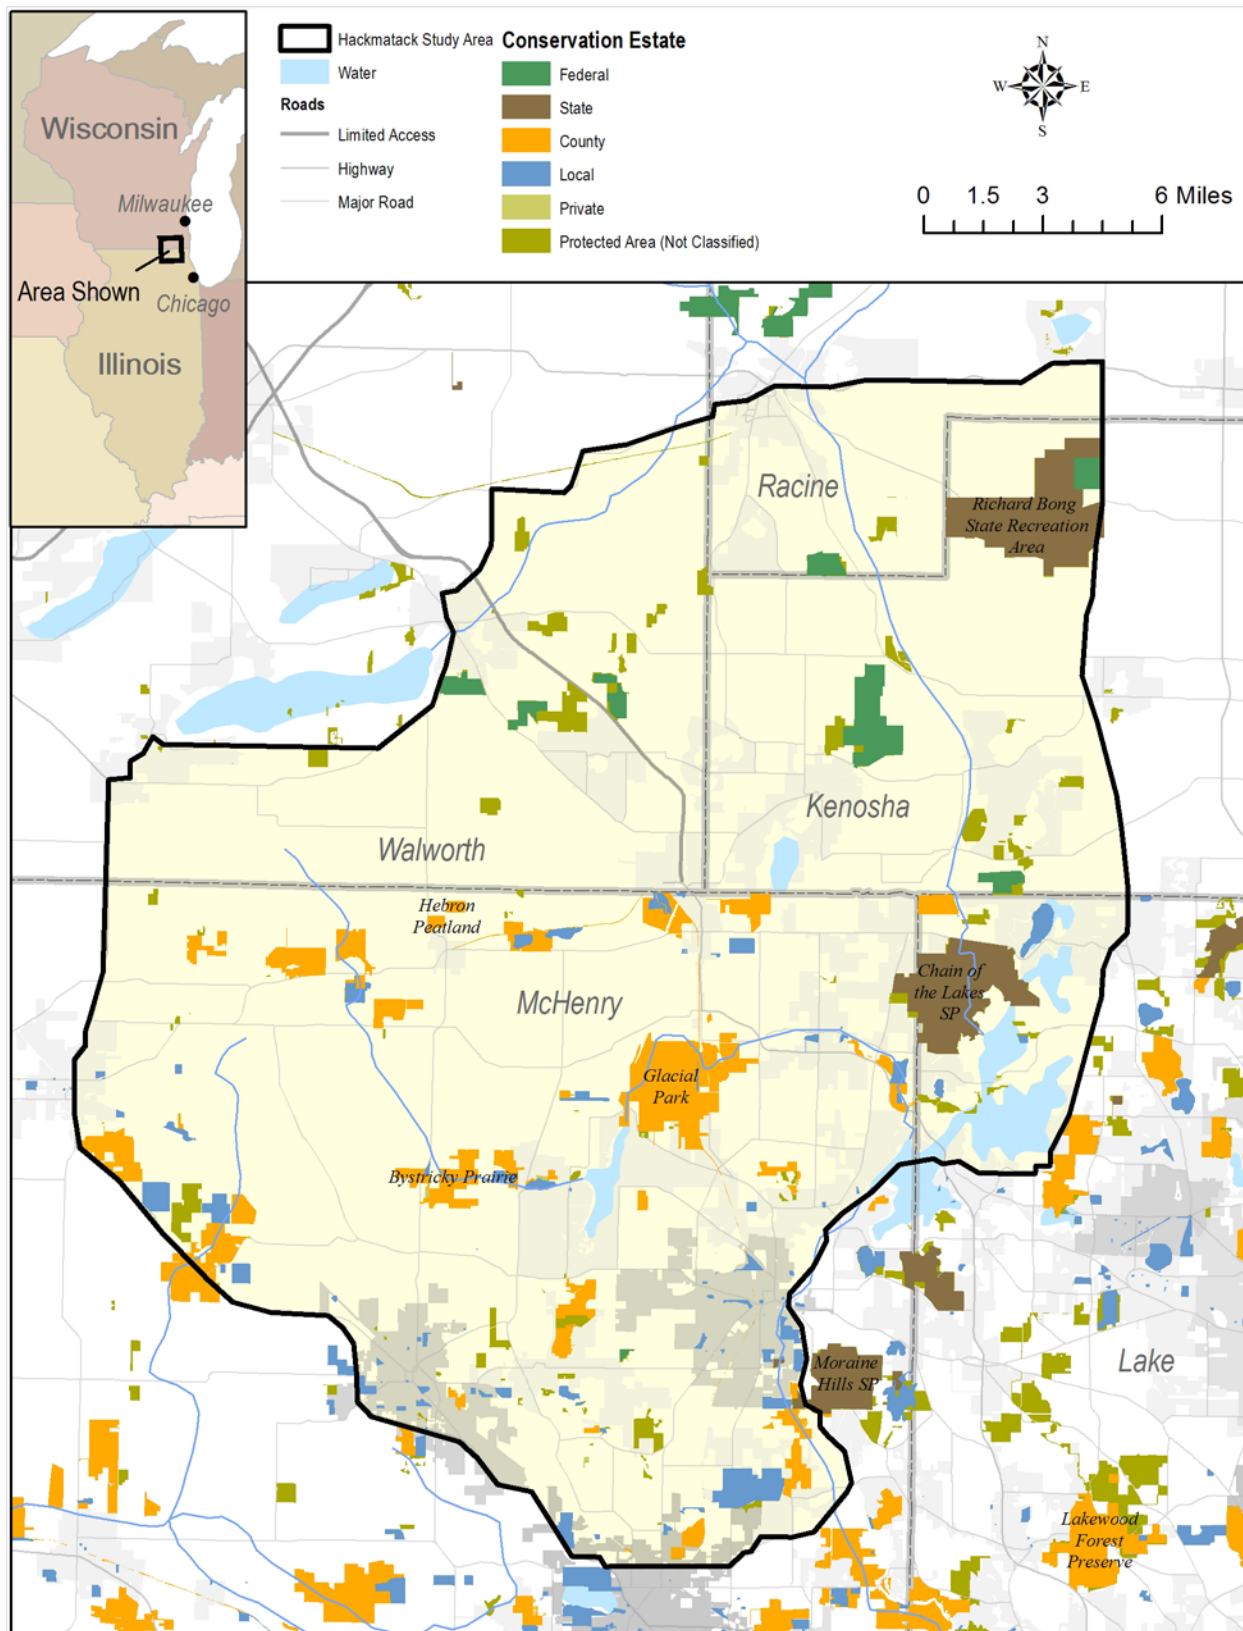 Wisconsin
Milwaukee
Area Shown
Chicago
Illinois
Hackmatack Study Area
Water
Roads
Limited Access
Highway
Major Road
Conservation Estate
Federal
State
County
Local
Private
Protected Area (Not Classified)
N
W E
S
0 1.5 3 6 Miles
Racine
Richard Bong
State Recreation
Area
Kenosha
Walworth
Hebron
Peatland
McHenry
Chain of
the Lakes
SP
Glacial
Park
Bystricky Prairie
Moraine
Hills SP
Lake
Lakewood
Forest
Preserve